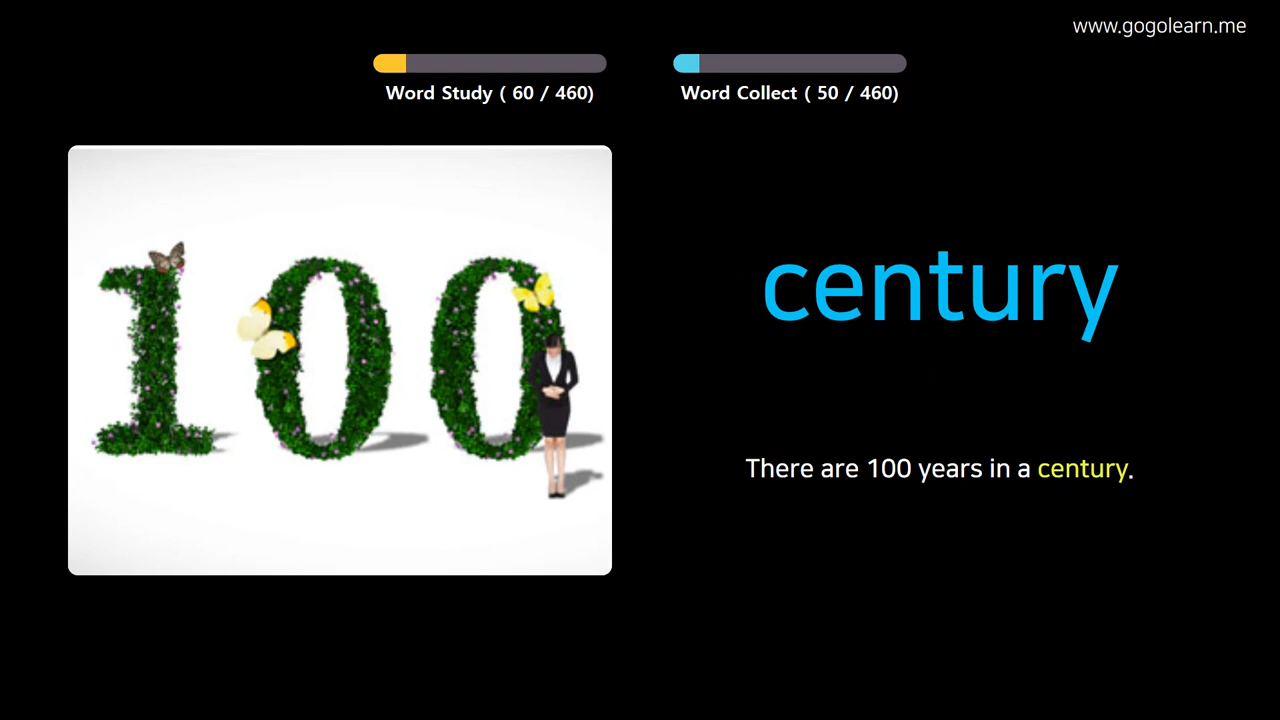 www.gogolearn.me
Word Study ( 60 / 460)
Word Collect ( 50 / 460)
100
century
There are 100 years in a century.